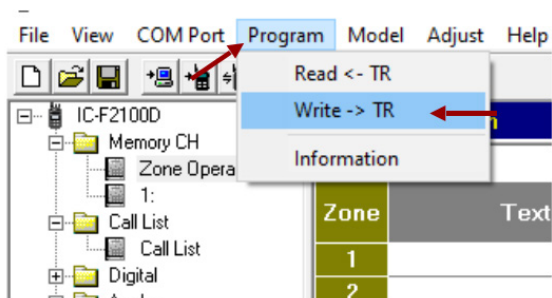 File View COM Port Program Model Adjust Help
Read <- TR
Write -> TR
Information
IC-F2100D
Memory CH
Zone Opera
1:
Call List
Call List
Digital
Zone Text
1
2